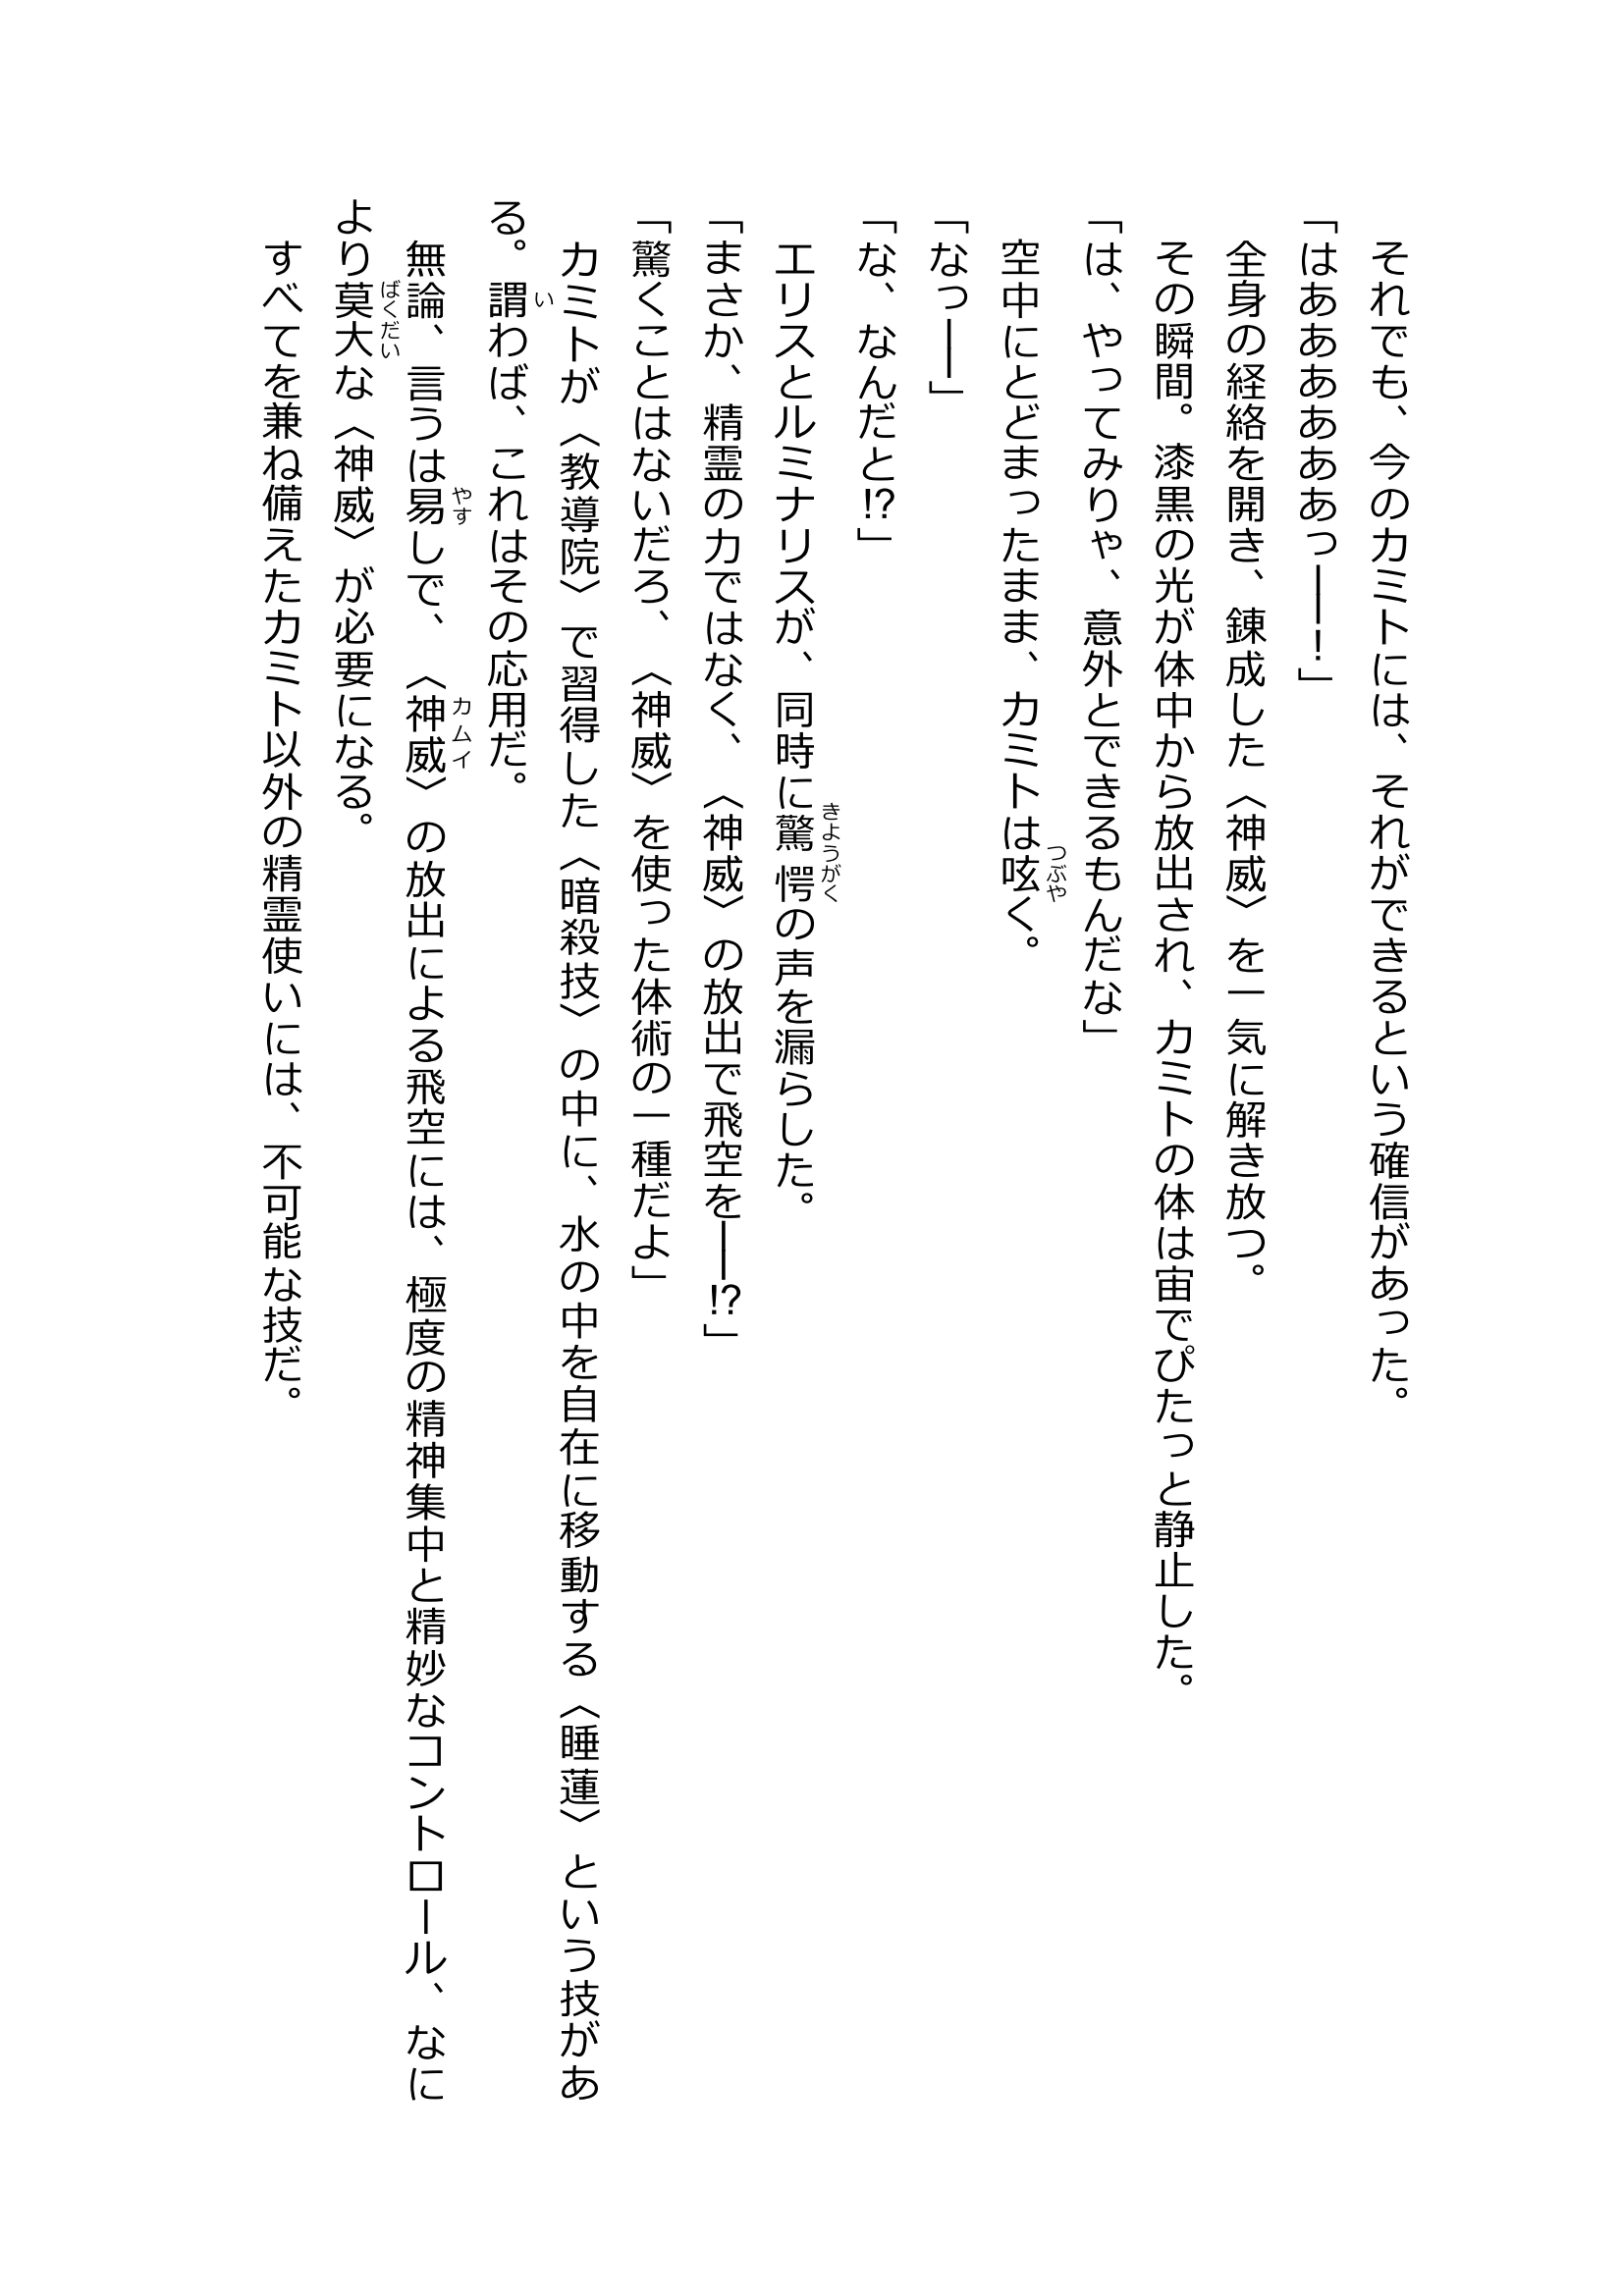 それでも、今のカミトには、それができるという確信があった。
「はああああああっ――！」
全身の経絡を開き、錬成した〈神威〉を一気に解き放つ。
その瞬間。漆黒の光が体中から放出され、カミトの体は宙でぴたっと静止した。
「は、やってみりゃ、意外とできるもんだな」
空中にとどまったまま、カミトは呟く。
「なっ――」
「な、なんだと⁉」
エリスとルミナリスが、同時に驚愕の声を漏らした。
「まさか、精霊の力ではなく、〈神威〉の放出で飛空を――⁉」
「驚くことはないだろ、〈神威〉を使った体術の一種だよ」
カミトが〈教導院〉で習得した〈暗殺技〉の中に、水の中を自在に移動する〈睡蓮〉という技があ
る。謂わば、これはその応用だ。
無論、言うは易しで、〈神威〉の放出による飛空には、極度の精神集中と精妙なコントロール、なに
より莫大な〈神威〉が必要になる。
すべてを兼ね備えたカミト以外の精霊使いには、不可能な技だ。